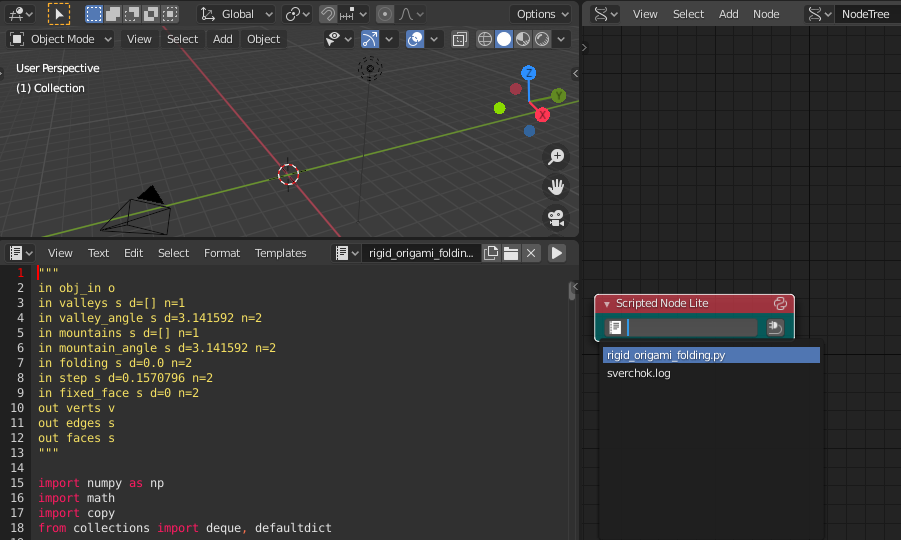 Global
Options
View
Select
Add
Node
NodeTree
Object Mode
View
Select
Add
Object
User Perspective
(1) Collection
Z
Y
X
View
Text
Edit
Select
Format
Templates
rigid_origami_foldin...
1 """
2 in obj_in o
3 in valleys s d=[] n=1
4 in valley_angle s d=3.141592 n=2
5 in mountains s d=[] n=1
6 in mountain_angle s d=3.141592 n=2
7 in folding s d=0.0 n=2
8 in step s d=0.1570796 n=2
9 in fixed_face s d=0 n=2
10 out verts v
11 out edges s
12 out faces s
13 """
14
15 import numpy as np
16 import math
17 import copy
18 from collections import deque, defaultdict
Scripted Node Lite
rigid_origami_folding.py
sverchok.log